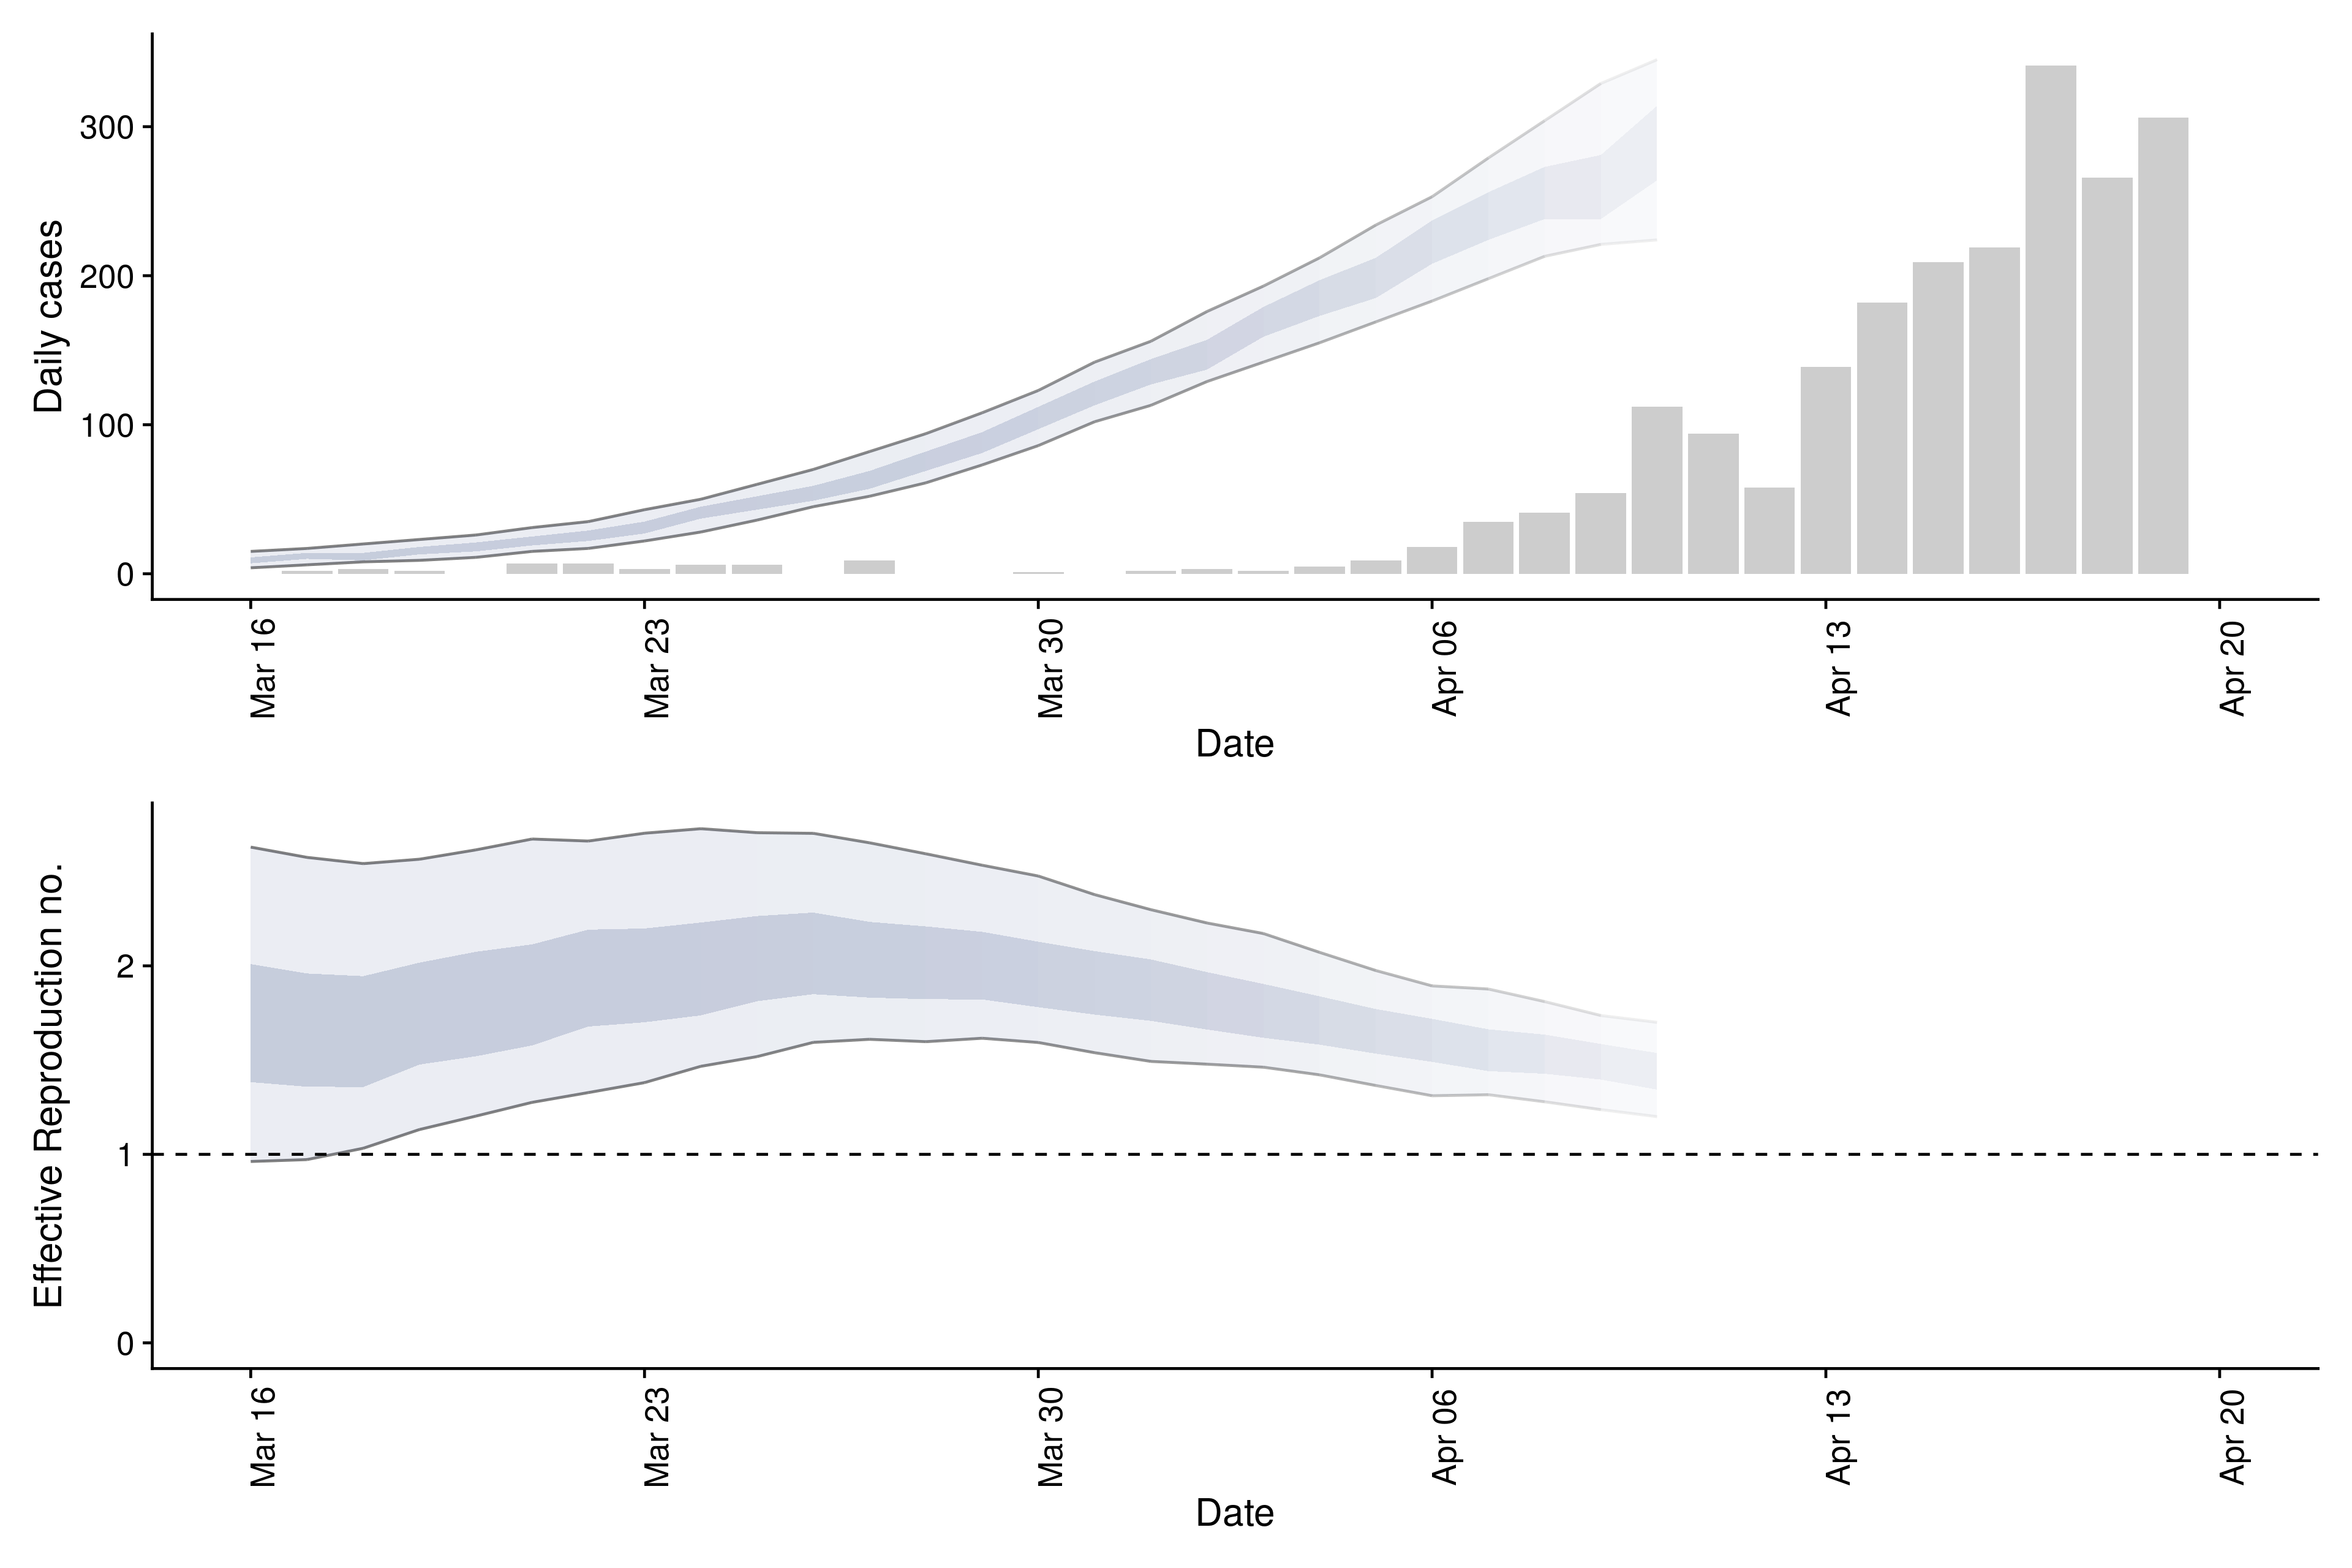 Daily cases
300
200
100
0
Mar 16
Mar 23
Mar 30
Apr 06
Apr 13
Apr 20
Date
Effective Reproduction no.
2
1
0
Mar 16
Mar 23
Mar 30
Apr 06
Apr 13
Apr 20
Date